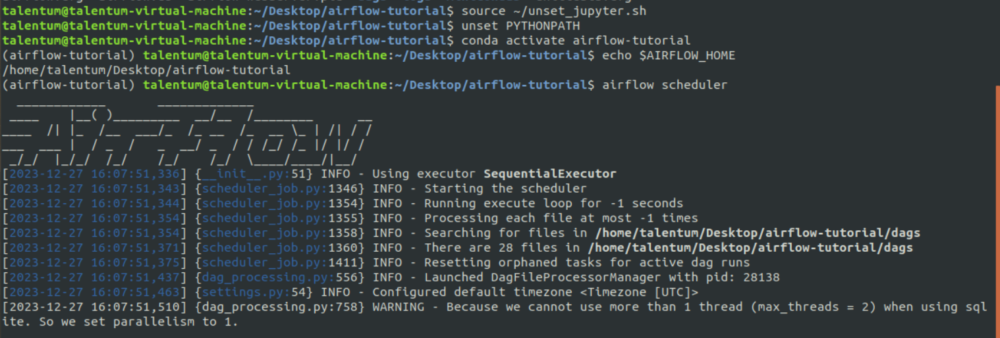 talentum@talentum-virtual-machine:~/Desktop/airflow-tutorial$ source ~/unset_jupyter.sh
talentum@talentum-virtual-machine:~/Desktop/airflow-tutorial$ unset PYTHONPATH
talentum@talentum-virtual-machine:~/Desktop/airflow-tutorial$ conda activate airflow-tutorial
(airflow-tutorial) talentum@talentum-virtual-machine:~/Desktop/airflow-tutorial$ echo $AIRFLOW_HOME
/home/talentum/Desktop/airflow-tutorial
(airflow-tutorial) talentum@talentum-virtual-machine:~/Desktop/airflow-tutorial$ airflow scheduler
  ____________       _____________
 ____    |__( )_________  __/__  /________      __
____  /| |_  /__  ___/_  /_ __  /_  __ \_ | /| / /
___  ___ |  / _  /   _  __/ _  / / /_/ /_ |/ |/ /
 _/_/  |_/_/  /_/    /_/    /_/  \____/____/|__/
[2023-12-27 16:07:51,336] {__init__.py:51} INFO - Using executor SequentialExecutor
[2023-12-27 16:07:51,343] {scheduler_job.py:1346} INFO - Starting the scheduler
[2023-12-27 16:07:51,344] {scheduler_job.py:1354} INFO - Running execute loop for -1 seconds
[2023-12-27 16:07:51,354] {scheduler_job.py:1355} INFO - Processing each file at most -1 times
[2023-12-27 16:07:51,354] {scheduler_job.py:1358} INFO - Searching for files in /home/talentum/Desktop/airflow-tutorial/dags
[2023-12-27 16:07:51,371] {scheduler_job.py:1360} INFO - There are 28 files in /home/talentum/Desktop/airflow-tutorial/dags
[2023-12-27 16:07:51,375] {scheduler_job.py:1411} INFO - Resetting orphaned tasks for active dag runs
[2023-12-27 16:07:51,437] {dag_processing.py:556} INFO - Launched DagFileProcessorManager with pid: 28138
[2023-12-27 16:07:51,463] {settings.py:54} INFO - Configured default timezone <Timezone [UTC]>
[2023-12-27 16:07:51,510] {dag_processing.py:758} WARNING - Because we cannot use more than 1 thread (max_threads = 2) when using sql
ite. So we set parallelism to 1.